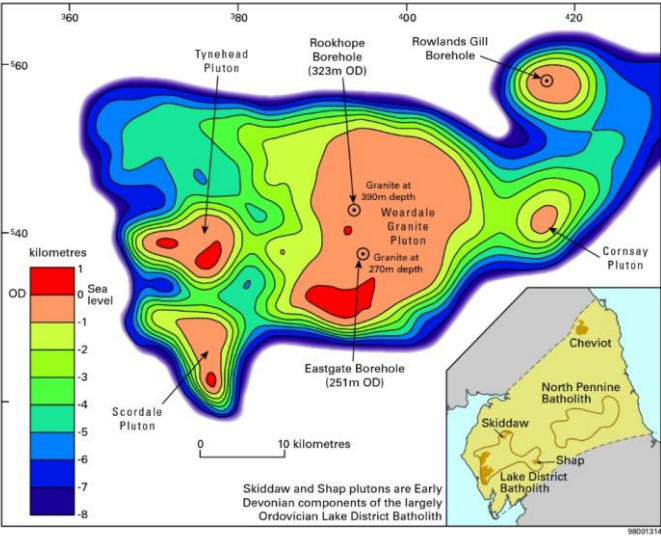 360
380
400
420
560
540
Tynehead
Pluton
Rookhope
Borehole
(323m OD)
Rowlands Gill
Borehole
Granite at
390m depth
Weardale
Granite
Pluton
Granite at
270m depth
Cornsay
Pluton
kilometres
1
OD
0
Sea
level
-1
-2
-3
-4
-5
-6
-7
-8
Scordale
Pluton
Eastgate Borehole
(251m OD)
0
10 kilometres
Cheviot
North Pennine
Batholith
Skiddaw
Shap
Lake District
Batholith
Skiddaw and Shap plutons are Early
Devonian components of the largely
Ordovician Lake District Batholith
98001314